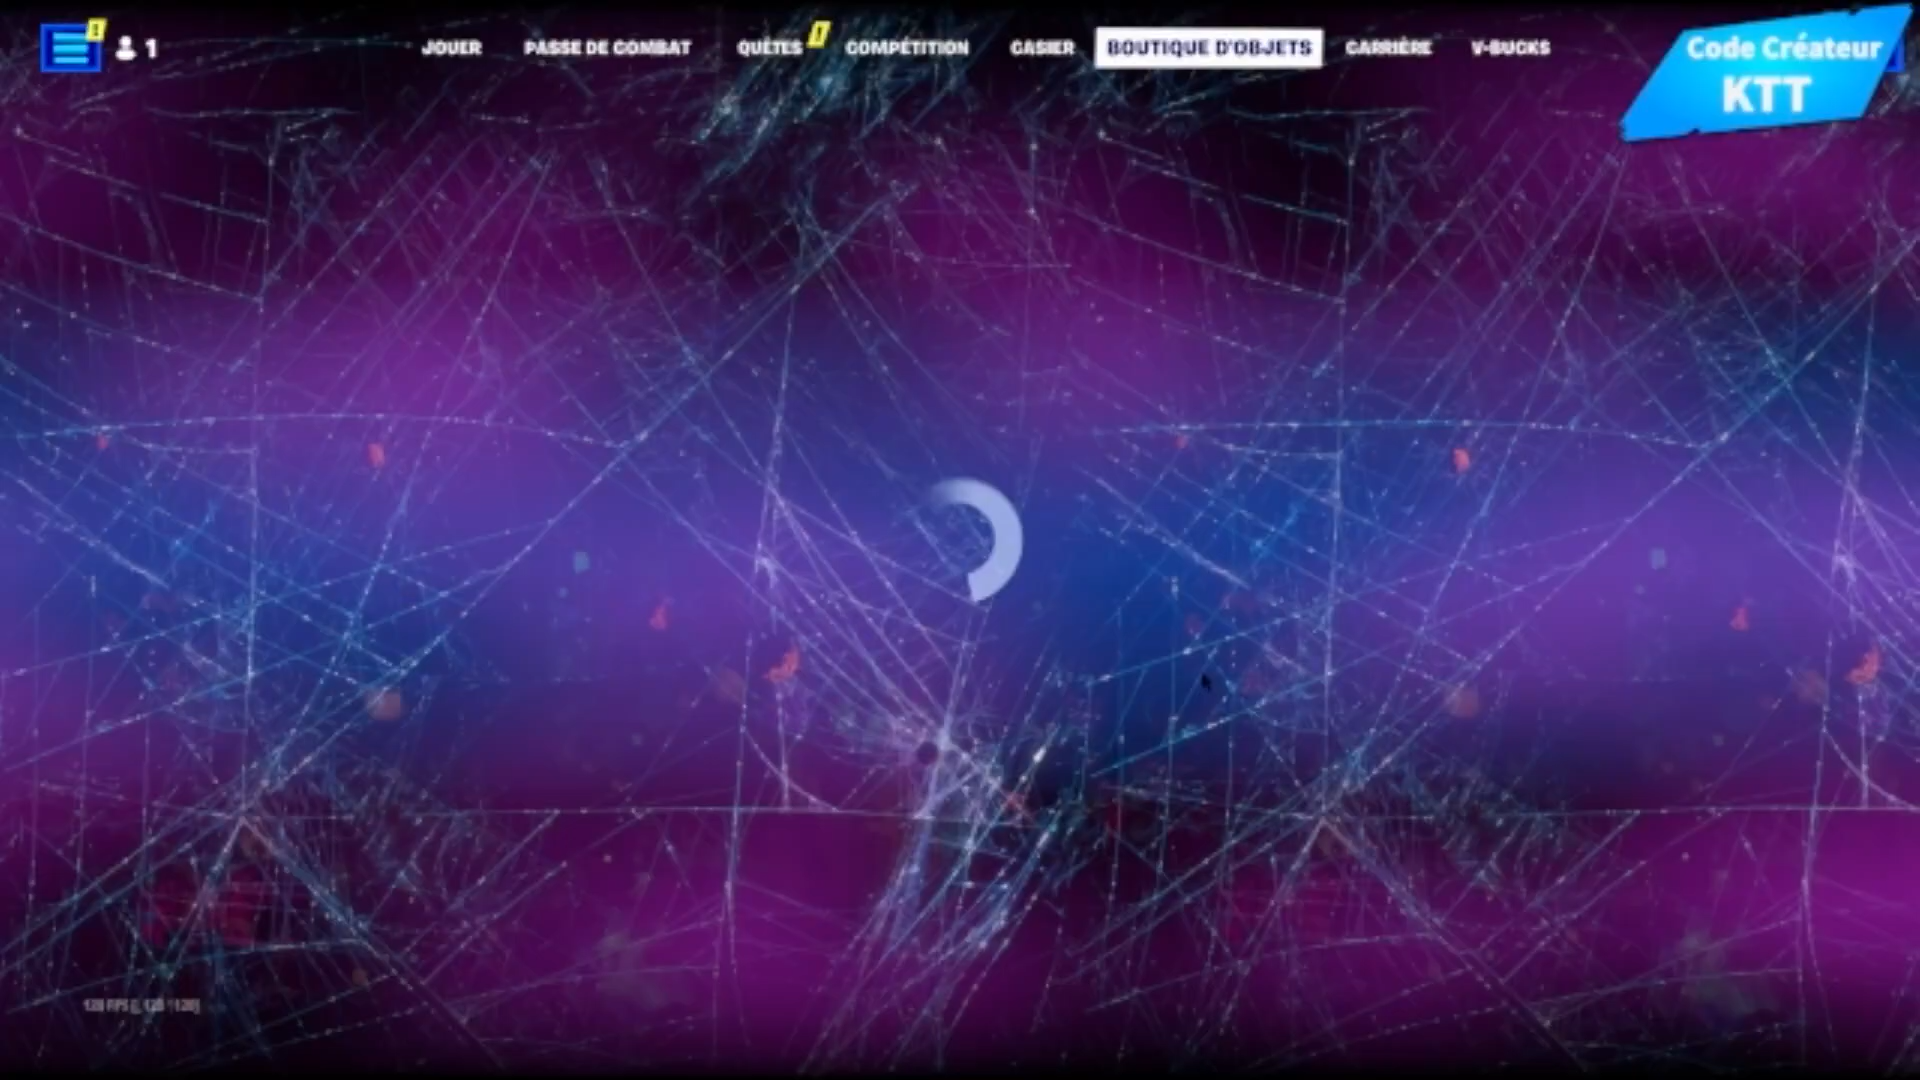 1
JOUER
PASSE DE COMBAT
QUÊTES
!
COMPÉTITION
CASIER
BOUTIQUE D'OBJETS
CARRIÈRE
V-BUCKS
Code Créateur
KTT